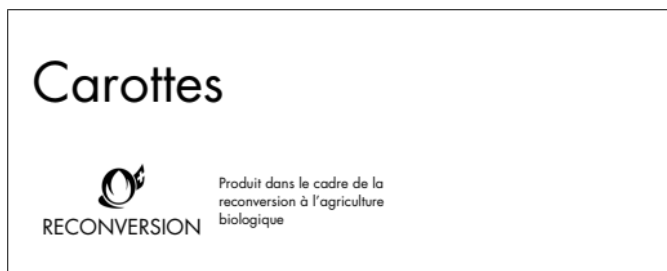 Carottes
RECONVERSION
Produit dans le cadre de la
reconversion à l’agriculture
biologique